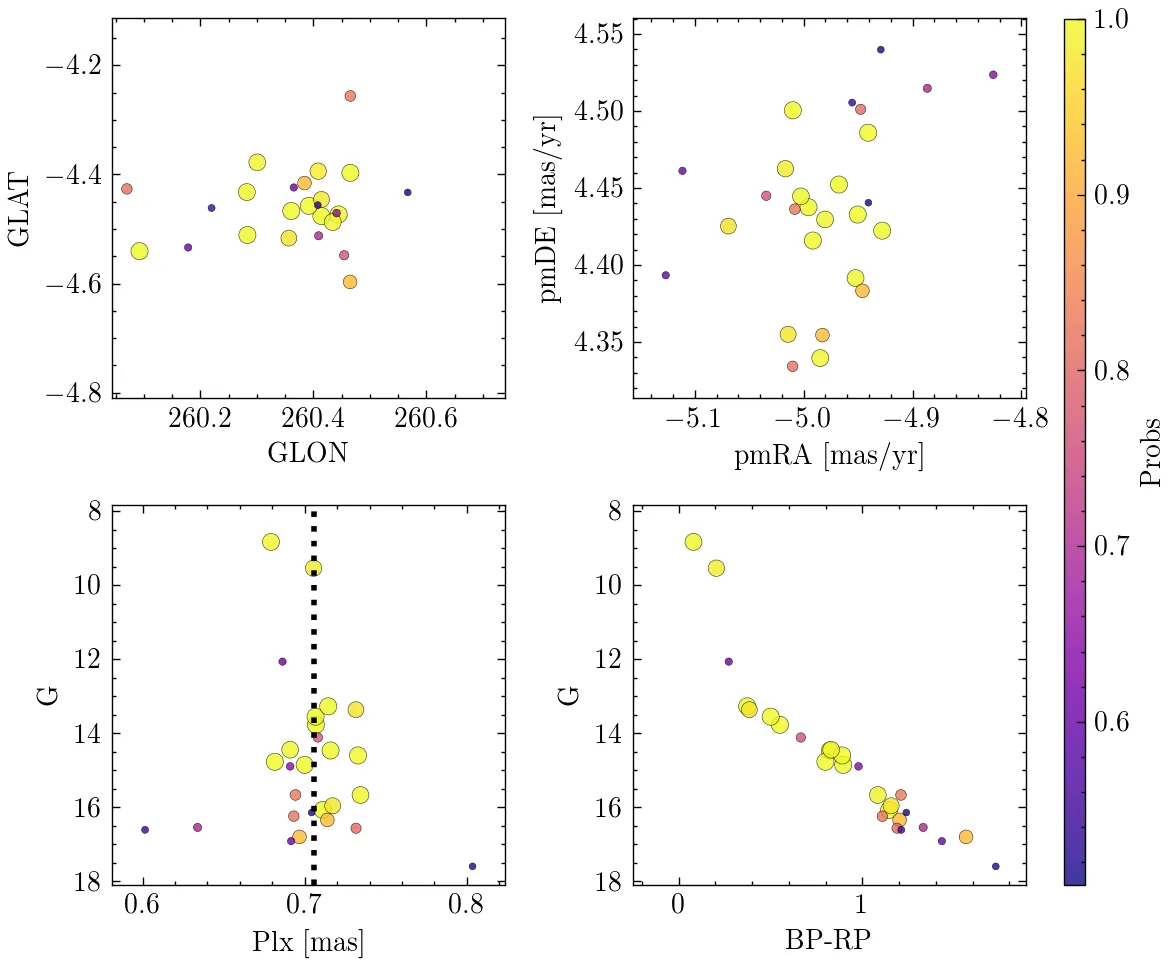 −4.2
−4.4
−4.6
−4.8
GLAT
260.2 260.4 260.6
GLON
4.55
4.50
4.45
4.40
4.35
pmDE [mas/yr]
−5.1 −5.0 −4.9 −4.8
pmRA [mas/yr]
8
10
12
14
16
18
G
0.6 0.7 0.8
Plx [mas]
8
10
12
14
16
18
G
0 1
BP-RP
1.0
0.9
0.8
0.7
0.6
Probs